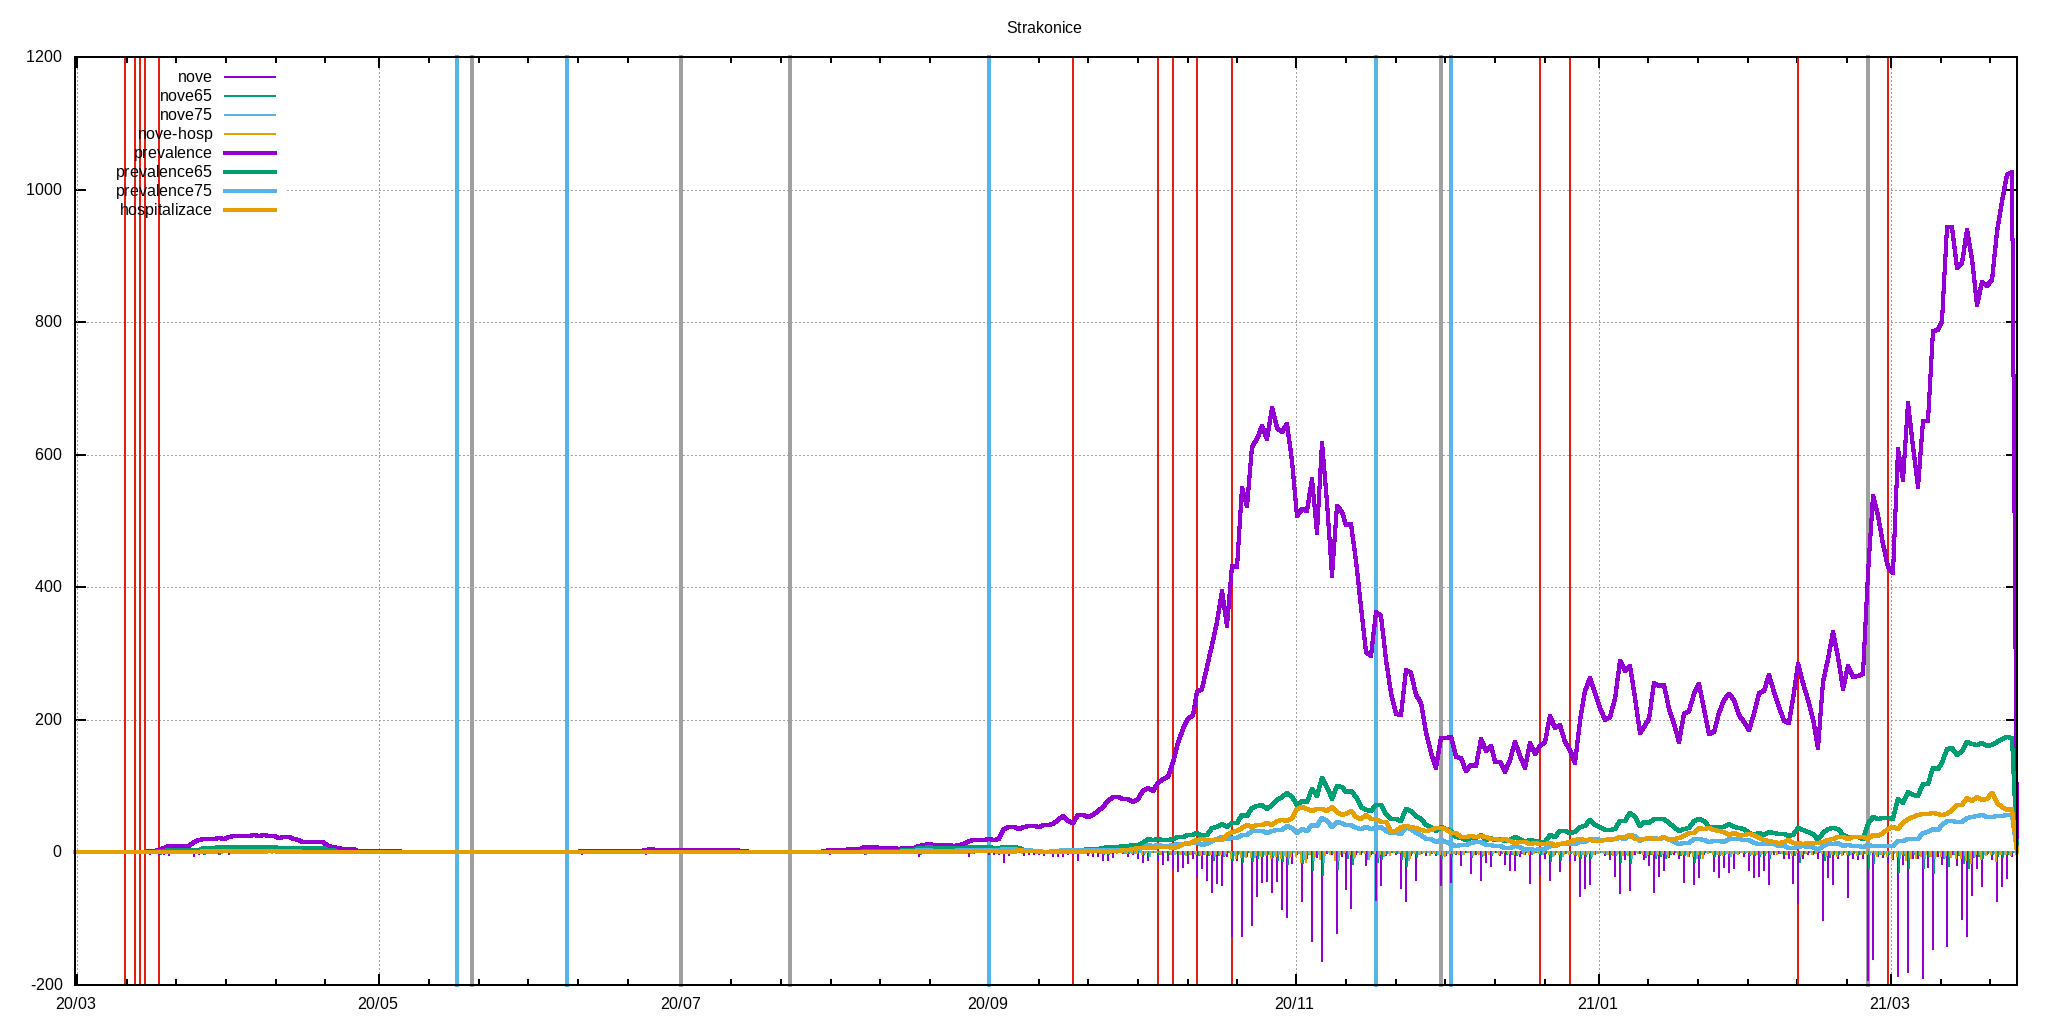 Strakonice
1200
1000
800
600
400
200
0
-200
nove
nove65
nove75
nove-hosp
prevalence
prevalence65
prevalence75
hospitalizace
20/03 20/05 20/07 20/09 20/11 21/01 21/03